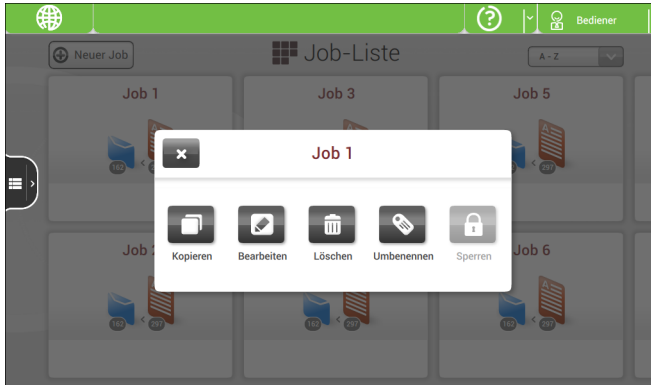 Bediener
Neuer Job
Job-Liste
A - Z
Job 1
Job 3
Job 5
Job 1
162 < 297
Kopieren
Bearbeiten
Löschen
Umbenennen
Sperren
Job 2
Job 6
162 < 297
162 < 297
162 < 297